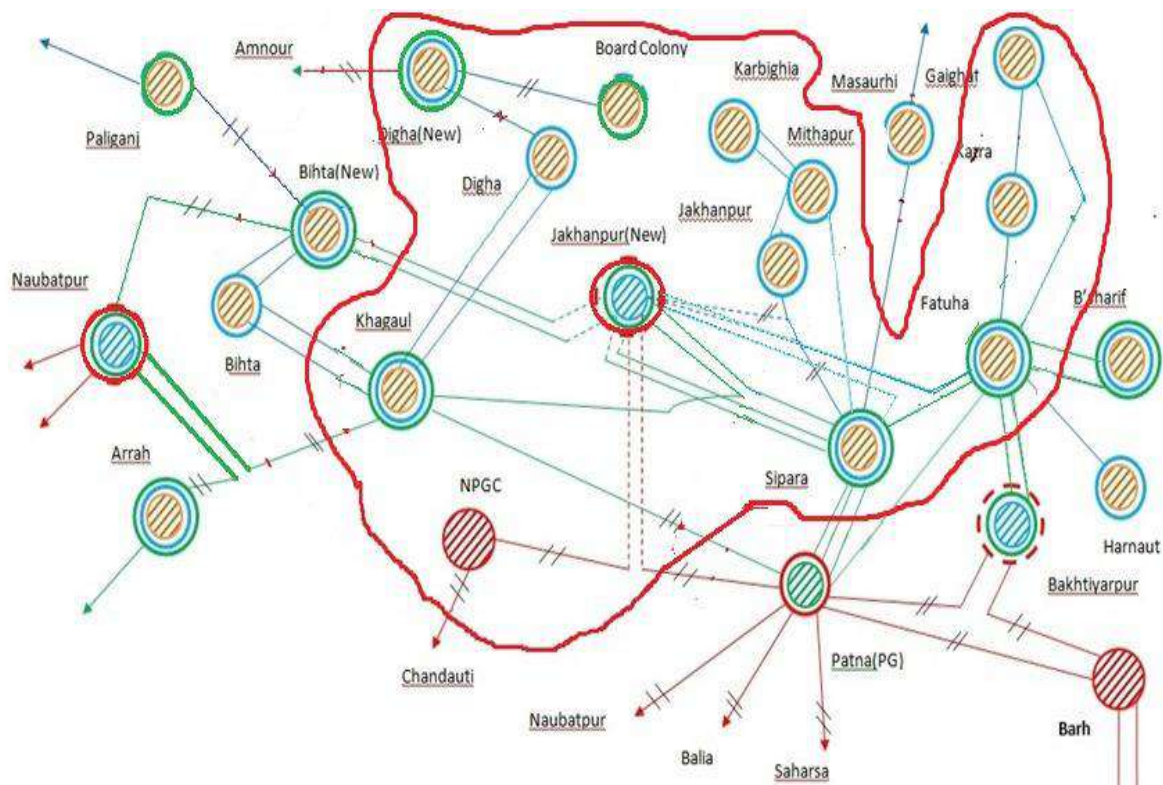 Amnour
Board Colony
Karbighia
Masaurhi
Gaighat
Paliganj
Digha(New)
Mithapur
Katra
Bihta(New)
Digha
Jakhanpur
Jakhanpur(New)
Naubatpur
Fatuha
B'sharif
Khagaul
Bihta
Arrah
NPGC
Sipara
Harnaut
Bakhtiyarpur
Patna(PG)
Chandauti
Naubatpur
Balia
Saharsa
Barh